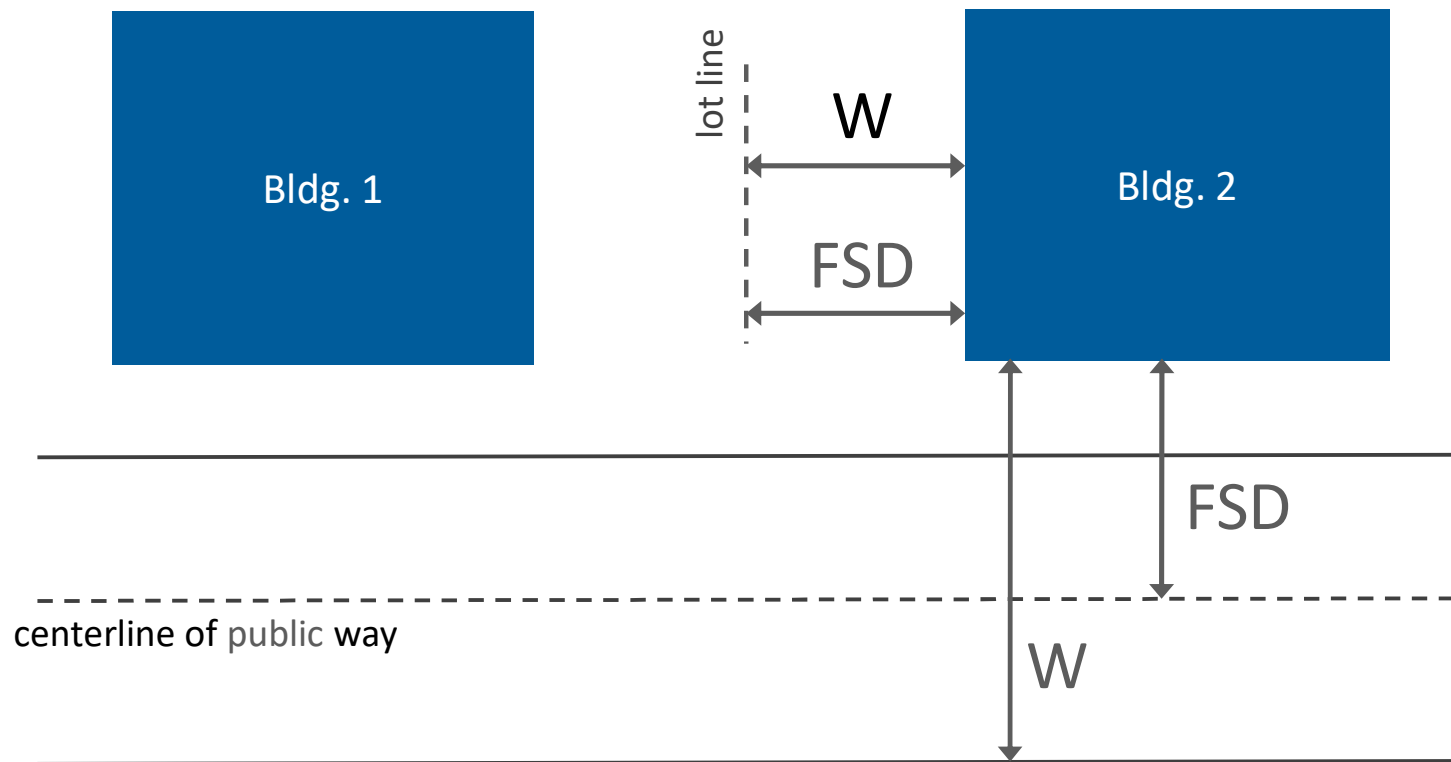 lot line
W
Bldg. 1
Bldg. 2
FSD
FSD
centerline of public way
W